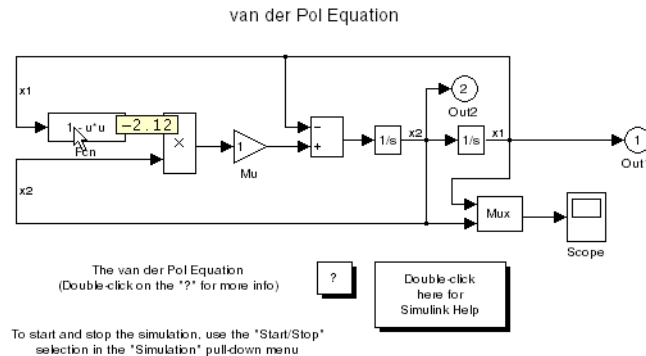 van der Pol Equation
x1
2
Out2
1 - u*u
-2.12
Fcn
×
1
Mu
−
+
1/s
x2
1/s
x1
1
Out1
x2
Mux
Scope
The van der Pol Equation
(Double-click on the "?" for more info)
?
Double-click
here for
Simulink Help
To start and stop the simulation, use the "Start/Stop"
selection in the "Simulation" pull-down menu